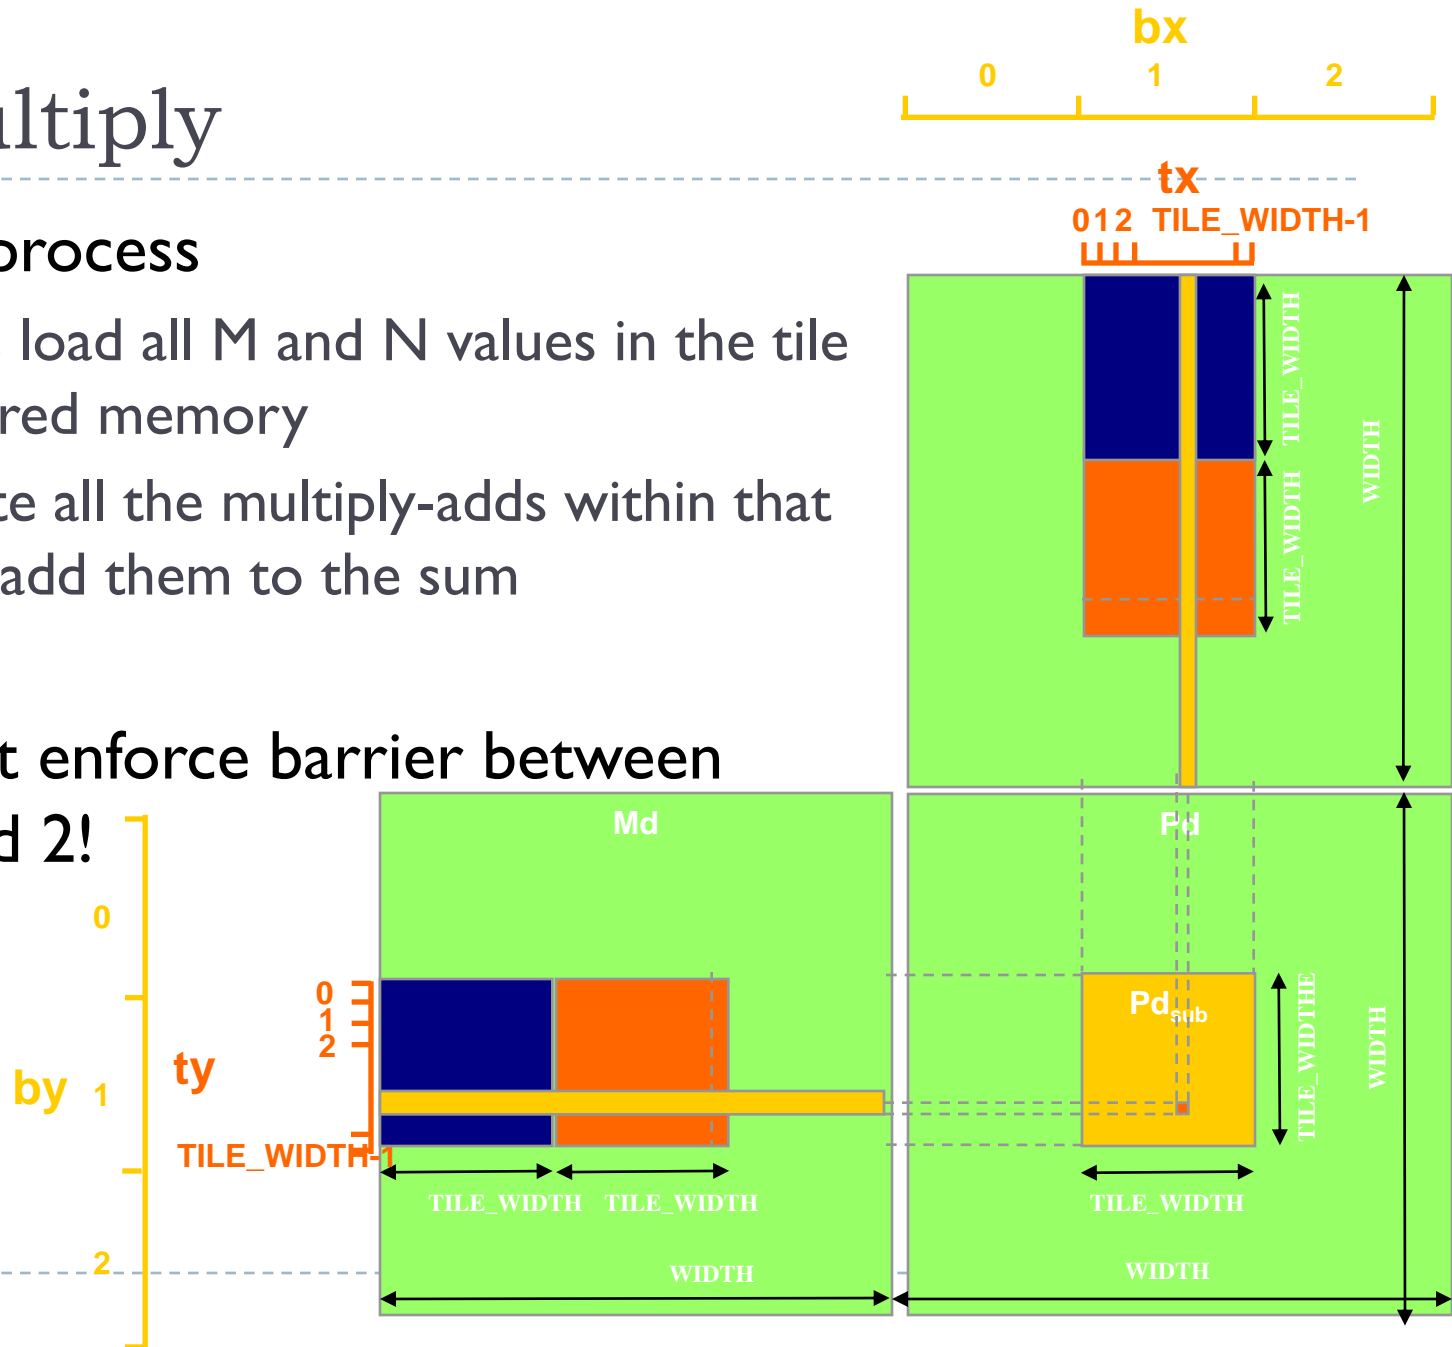 bx
0 1 2
ultiply
tx
0 1 2 TILE_WIDTH-1
process
load all M and N values in the tile
red memory
te all the multiply-adds within that
add them to the sum
t enforce barrier between
d 2!
TILE_WIDTH
TILE_WIDTH
WIDTH
Md
Pd
0
0
1
2
ty
by 1
TILE_WIDTH-1
2
Pdsub
TILE_WIDTHE
WIDTH
TILE_WIDTH TILE_WIDTH
TILE_WIDTH
WIDTH
WIDTH